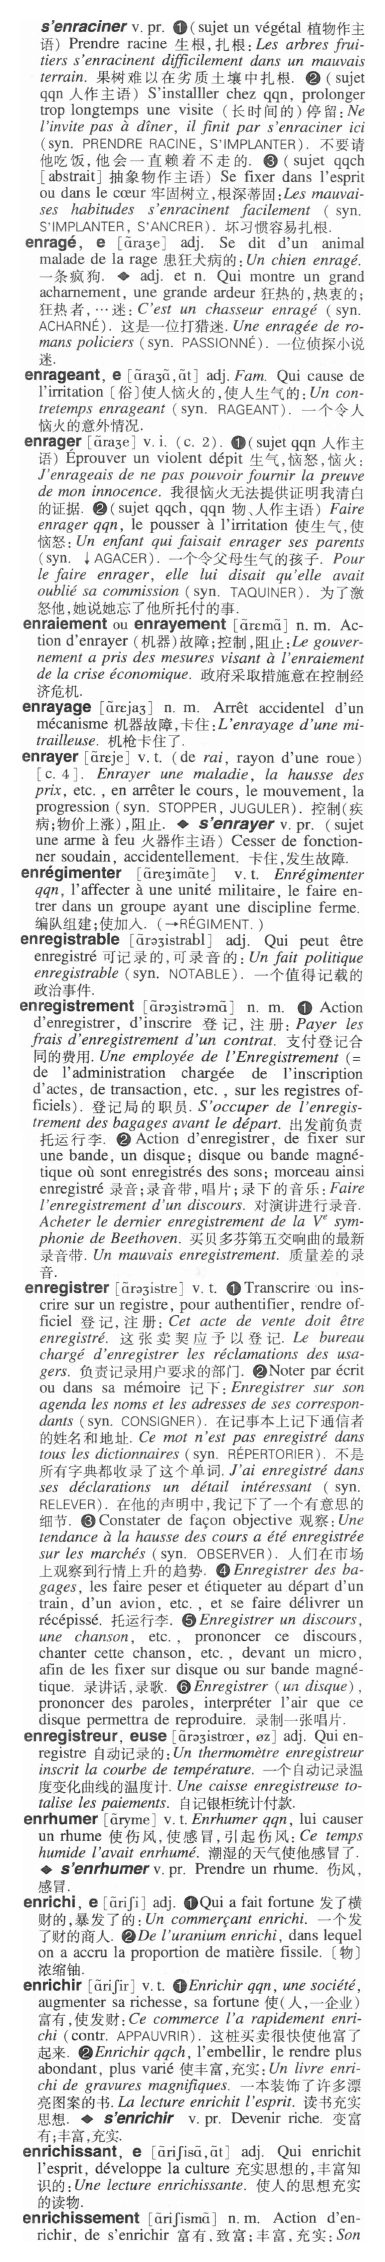 s'enraciner v. pr. ❶(sujet un végétal 植物作主
语) Prendre racine 生根,扎根: Les arbres frui-
tiers s'enracinent difficilement dans un mauvais
terrain. 果树难以在劣质土壤中扎根. ❷ (sujet
qqn 人作主语) S'installler chez qqn, prolonger
trop longtemps une visite (长时间的)停留: Ne
l'invite pas à dîner, il finit par s'enraciner ici
(syn. PRENDRE RACINE, S'IMPLANTER). 不要请
他吃饭,他会一直赖着不走的. ❸ (sujet qqch
[abstrait] 抽象物作主语) Se fixer dans l'esprit
ou dans le cœur 牢固树立,根深蒂固:Les mauvai-
ses habitudes s'enracinent facilement (syn.
S'IMPLANTER, S'ANCRER). 坏习惯容易扎根.
enragé, e [ɑ̃raʒe] adj. Se dit d'un animal
malade de la rage 患狂犬病的: Un chien enragé.
一条疯狗. ◆ adj. et n. Qui montre un grand
acharnement, une grande ardeur 狂热的,热衷的;
狂热者,…迷: C'est un chasseur enragé (syn.
ACHARNÉ). 这是一位打猎迷. Une enragée de ro-
mans policiers (syn. PASSIONNÉ). 一位侦探小说
迷.
enrageant, e [ɑ̃raʒɑ̃,ɑ̃t] adj. Fam. Qui cause de
l'irritation [俗]使人恼火的,使人生气的: Un con-
tretemps enrageant (syn. RAGEANT). 一个令人
恼火的意外情况.
enrager [ɑ̃raʒe] v. i. (c. 2). ❶(sujet qqn 人作主
语) Éprouver un violent dépit 生气,恼怒,恼火:
J'enrageais de ne pas pouvoir fournir la preuve
de mon innocence. 我很恼火无法提供证明我清白
的证据. ❷(sujet qqch, qqn 物、人作主语) Faire
enrager qqn, le pousser à l'irritation 使生气,使
恼怒: Un enfant qui faisait enrager ses parents
(syn. ↓AGACER). 一个令父母生气的孩子. Pour
le faire enrager, elle lui disait qu'elle avait
oublié sa commission (syn. TAQUINER). 为了激
怒他,她说她忘了他所托付的事.
enraiement ou enrayement [ɑ̃rɛmɑ̃] n. m. Ac-
tion d'enrayer (机器)故障;控制,阻止:Le gouver-
nement a pris des mesures visant à l'enraiement
de la crise économique. 政府采取措施意在控制经
济危机.
enrayage [ɑ̃rɛjaʒ] n. m. Arrêt accidentel d'un
mécanisme 机器故障,卡住: L'enrayage d'une mi-
trailleuse. 机枪卡住了.
enrayer [ɑ̃rɛje] v. t. (de rai, rayon d'une roue)
[c. 4]. Enrayer une maladie, la hausse des
prix, etc., en arrêter le cours, le mouvement, la
progression (syn. STOPPER, JUGULER). 控制(疾
病;物价上涨),阻止. ◆ s'enrayer v. pr. (sujet
une arme à feu 火器作主语) Cesser de fonction-
ner soudain, accidentellement. 卡住,发生故障.
enrégimenter [ɑ̃reʒimɑ̃te] v. t. Enrégimenter
qqn, l'affecter à une unité militaire, le faire en-
trer dans un groupe ayant une discipline ferme.
编队组建;使加入. (→RÉGIMENT.)
enregistrable [ɑ̃rəʒistrabl] adj. Qui peut être
enregistré 可记录的,可录音的: Un fait politique
enregistrable (syn. NOTABLE). 一个值得记载的
政治事件.
enregistrement [ɑ̃rəʒistrəmɑ̃] n. m. ❶ Action
d'enregistrer, d'inscrire 登记,注册: Payer les
frais d'enregistrement d'un contrat. 支付登记合
同的费用. Une employée de l'Enregistrement (=
de l'administration chargée de l'inscription
d'actes, de transaction, etc., sur les registres of-
ficiels). 登记局的职员. S'occuper de l'enregis-
trement des bagages avant le départ. 出发前负责
托运行李. ❷ Action d'enregistrer, de fixer sur
une bande, un disque; disque ou bande magné-
tique où sont enregistrés des sons; morceau ainsi
enregistré 录音;录音带,唱片;录下的音乐: Faire
l'enregistrement d'un discours. 对演讲进行录音.
Acheter le dernier enregistrement de la Vᵉ sym-
phonie de Beethoven. 买贝多芬第五交响曲的最新
录音带. Un mauvais enregistrement. 质量差的录
音.
enregistrer [ɑ̃rəʒistre] v. t. ❶Transcrire ou ins-
crire sur un registre, pour authentifier, rendre of-
ficiel 登记,注册: Cet acte de vente doit être
enregistré. 这张卖契应予以登记. Le bureau
chargé d'enregistrer les réclamations des usa-
gers. 负责记录用户要求的部门. ❷Noter par écrit
ou dans sa mémoire 记下: Enregistrer sur son
agenda les noms et les adresses de ses correspon-
dants (syn. CONSIGNER). 在记事本上记下通信者
的姓名和地址. Ce mot n'est pas enregistré dans
tous les dictionnaires (syn. RÉPERTORIER). 不是
所有字典都收录了这个单词. J'ai enregistré dans
ses déclarations un détail intéressant (syn.
RELEVER). 在他的声明中,我记下了一个有意思的
细节. ❸ Constater de façon objective 观察: Une
tendance à la hausse des cours a été enregistrée
sur les marchés (syn. OBSERVER). 人们在市场
上观察到行情上升的趋势. ❹ Enregistrer des ba-
gages, les faire peser et étiqueter au départ d'un
train, d'un avion, etc., et se faire délivrer un
récépissé. 托运行李. ❺Enregistrer un discours,
une chanson, etc., prononcer ce discours,
chanter cette chanson, etc., devant un micro,
afin de les fixer sur disque ou sur bande magné-
tique. 录讲话,录歌. ❻ Enregistrer (un disque),
prononcer des paroles, interpréter l'air que ce
disque permettra de reproduire. 录制一张唱片.
enregistreur, euse [ɑ̃rəʒistrœr, øz] adj. Qui en-
registre 自动记录的: Un thermomètre enregistreur
inscrit la courbe de température. 一个自动记录温
度变化曲线的温度计. Une caisse enregistreuse to-
talise les paiements. 自记银柜统计付款.
enrhumer [ɑ̃ryme] v. t. Enrhumer qqn, lui causer
un rhume 使伤风,使感冒,引起伤风: Ce temps
humide l'avait enrhumé. 潮湿的天气使他感冒了.
◆ s'enrhumer v. pr. Prendre un rhume. 伤风,
感冒.
enrichi, e [ɑ̃riʃi] adj. ❶Qui a fait fortune 发了横
财的,暴发了的: Un commerçant enrichi. 一个发
了财的商人. ❷De l'uranium enrichi, dans lequel
on a accru la proportion de matière fissile. [物]
浓缩铀.
enrichir [ɑ̃riʃir] v. t. ❶Enrichir qqn, une société,
augmenter sa richesse, sa fortune 使(人,一企业)
富有,使发财: Ce commerce l'a rapidement enri-
chi (contr. APPAUVRIR). 这桩买卖很快使他富了
起来. ❷Enrichir qqch, l'embellir, le rendre plus
abondant, plus varié 使丰富,充实: Un livre enri-
chi de gravures magnifiques. 一本装饰了许多漂
亮图案的书. La lecture enrichit l'esprit. 读书充实
思想. ◆ s'enrichir v. pr. Devenir riche. 变富
有;丰富,充实.
enrichissant, e [ɑ̃riʃisɑ̃,ɑ̃t] adj. Qui enrichit
l'esprit, développe la culture 充实思想的,丰富知
识的: Une lecture enrichissante. 使人的思想充实
的读物.
enrichissement [ɑ̃riʃismɑ̃] n. m. Action d'en-
richir, de s'enrichir 富有,致富;丰富,充实: Son